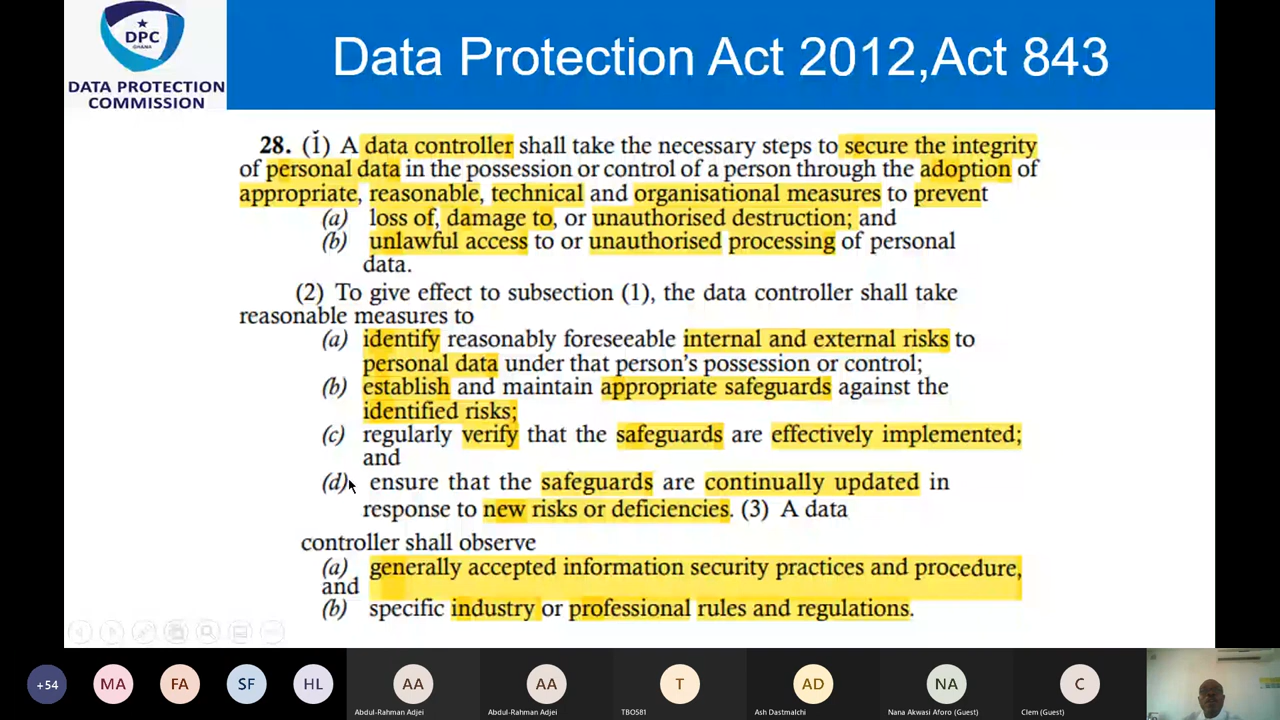 DPC
GHANA
DATA PROTECTION
COMMISSION
Data Protection Act 2012,Act 843
28. (1) A data controller shall take the necessary steps to secure the integrity
of personal data in the possession or control of a person through the adoption of
appropriate, reasonable, technical and organisational measures to prevent
(a) loss of, damage to, or unauthorised destruction; and
(b) unlawful access to or unauthorised processing of personal
data.
(2) To give effect to subsection (1), the data controller shall take
reasonable measures to
(a) identify reasonably foreseeable internal and external risks to
personal data under that person's possession or control;
(b) establish and maintain appropriate safeguards against the
identified risks;
(c) regularly verify that the safeguards are effectively implemented;
and
(d) ensure that the safeguards are continually updated in
response to new risks or deficiencies. (3) A data
controller shall observe
(a) generally accepted information security practices and procedure,
and
(b) specific industry or professional rules and regulations.
+54 MA FA SF HL AA AA T AD NA C
Abdul-Rahman Adjei Abdul-Rahman Adjei TBO581 Ash Dastmalchi Nana Akwasi Aforo (Guest) Clem (Guest)